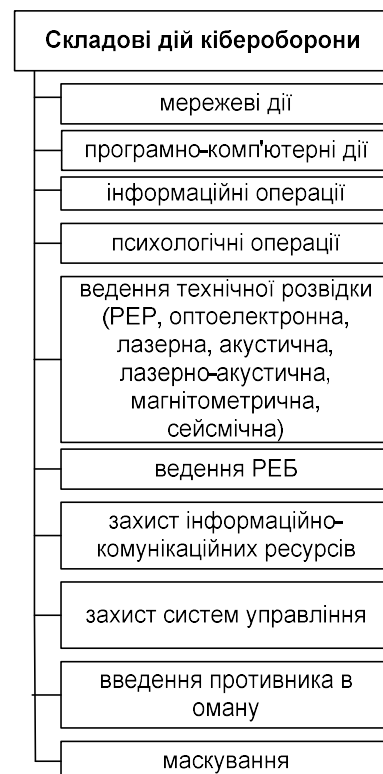 Складові дій кібероборони
мережеві дії
програмно-комп'ютерні дії
інформаційні операції
психологічні операції
ведення технічної розвідки
(РЕР, оптоелектронна,
лазерна, акустична,
лазерно-акустична,
магнітометрична,
сейсмічна)
ведення РЕБ
захист інформаційно-
комунікаційних ресурсів
захист систем управління
введення противника в
оману
маскування